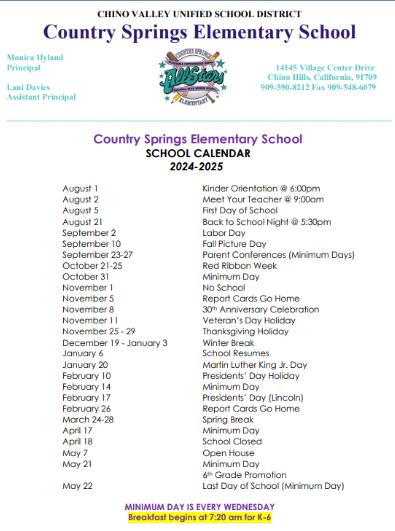 CHINO VALLEY UNIFIED SCHOOL DISTRICT
Country Springs Elementary School
Monica Hyland
Principal
Lani Davies
Assistant Principal
COUNTRY SPRINGS
AllStars
ELEMENTARY
14145 Village Center Drive
Chino Hills, California, 91709
909-590-8212 Fax 909-548-6079
Country Springs Elementary School
SCHOOL CALENDAR
2024-2025
August 1 Kinder Orientation @ 6:00pm
August 2 Meet Your Teacher @ 9:00am
August 5 First Day of School
August 21 Back to School Night @ 5:30pm
September 2 Labor Day
September 10 Fall Picture Day
September 23-27 Parent Conferences (Minimum Days)
October 21-25 Red Ribbon Week
October 31 Minimum Day
November 1 No School
November 5 Report Cards Go Home
November 8 30th Anniversary Celebration
November 11 Veteran's Day Holiday
November 25 - 29 Thanksgiving Holiday
December 19 - January 3 Winter Break
January 6 School Resumes
January 20 Martin Luther King Jr. Day
February 10 Presidents' Day Holiday
February 14 Minimum Day
February 17 Presidents' Day (Lincoln)
February 26 Report Cards Go Home
March 24-28 Spring Break
April 17 Minimum Day
April 18 School Closed
May 7 Open House
May 21 Minimum Day
6th Grade Promotion
May 22 Last Day of School (Minimum Day)
MINIMUM DAY IS EVERY WEDNESDAY
Breakfast begins at 7:20 am for K-6